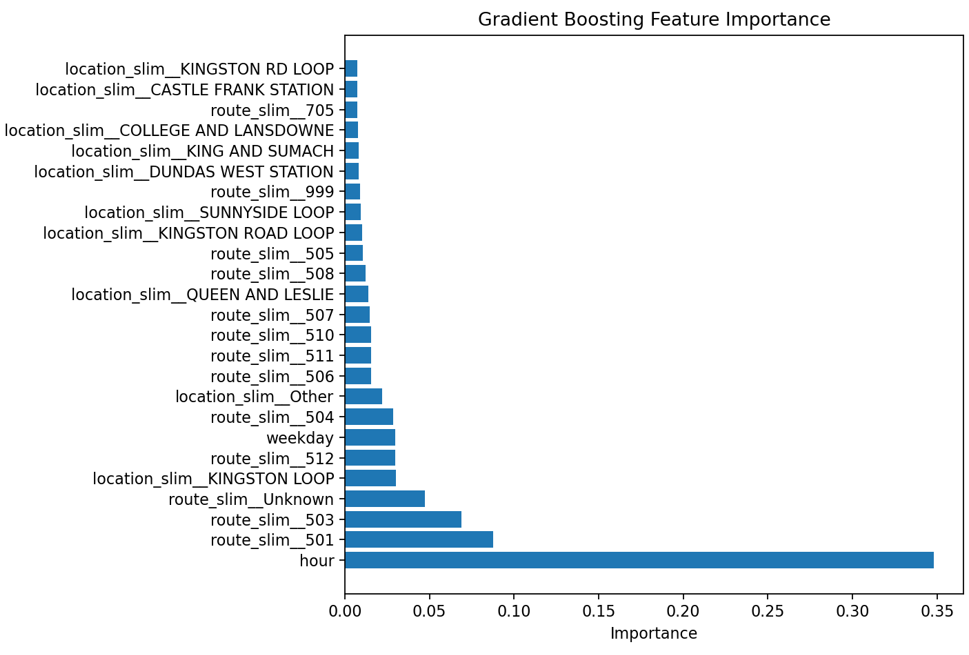 Gradient Boosting Feature Importance
location_slim__KINGSTON RD LOOP
location_slim__CASTLE FRANK STATION
route_slim__705
location_slim__COLLEGE AND LANSDOWNE
location_slim__KING AND SUMACH
location_slim__DUNDAS WEST STATION
route_slim__999
location_slim__SUNNYSIDE LOOP
location_slim__KINGSTON ROAD LOOP
route_slim__505
route_slim__508
location_slim__QUEEN AND LESLIE
route_slim__507
route_slim__510
route_slim__511
route_slim__506
location_slim__Other
route_slim__504
weekday
route_slim__512
location_slim__KINGSTON LOOP
route_slim__Unknown
route_slim__503
route_slim__501
hour
0.00 0.05 0.10 0.15 0.20 0.25 0.30 0.35
Importance